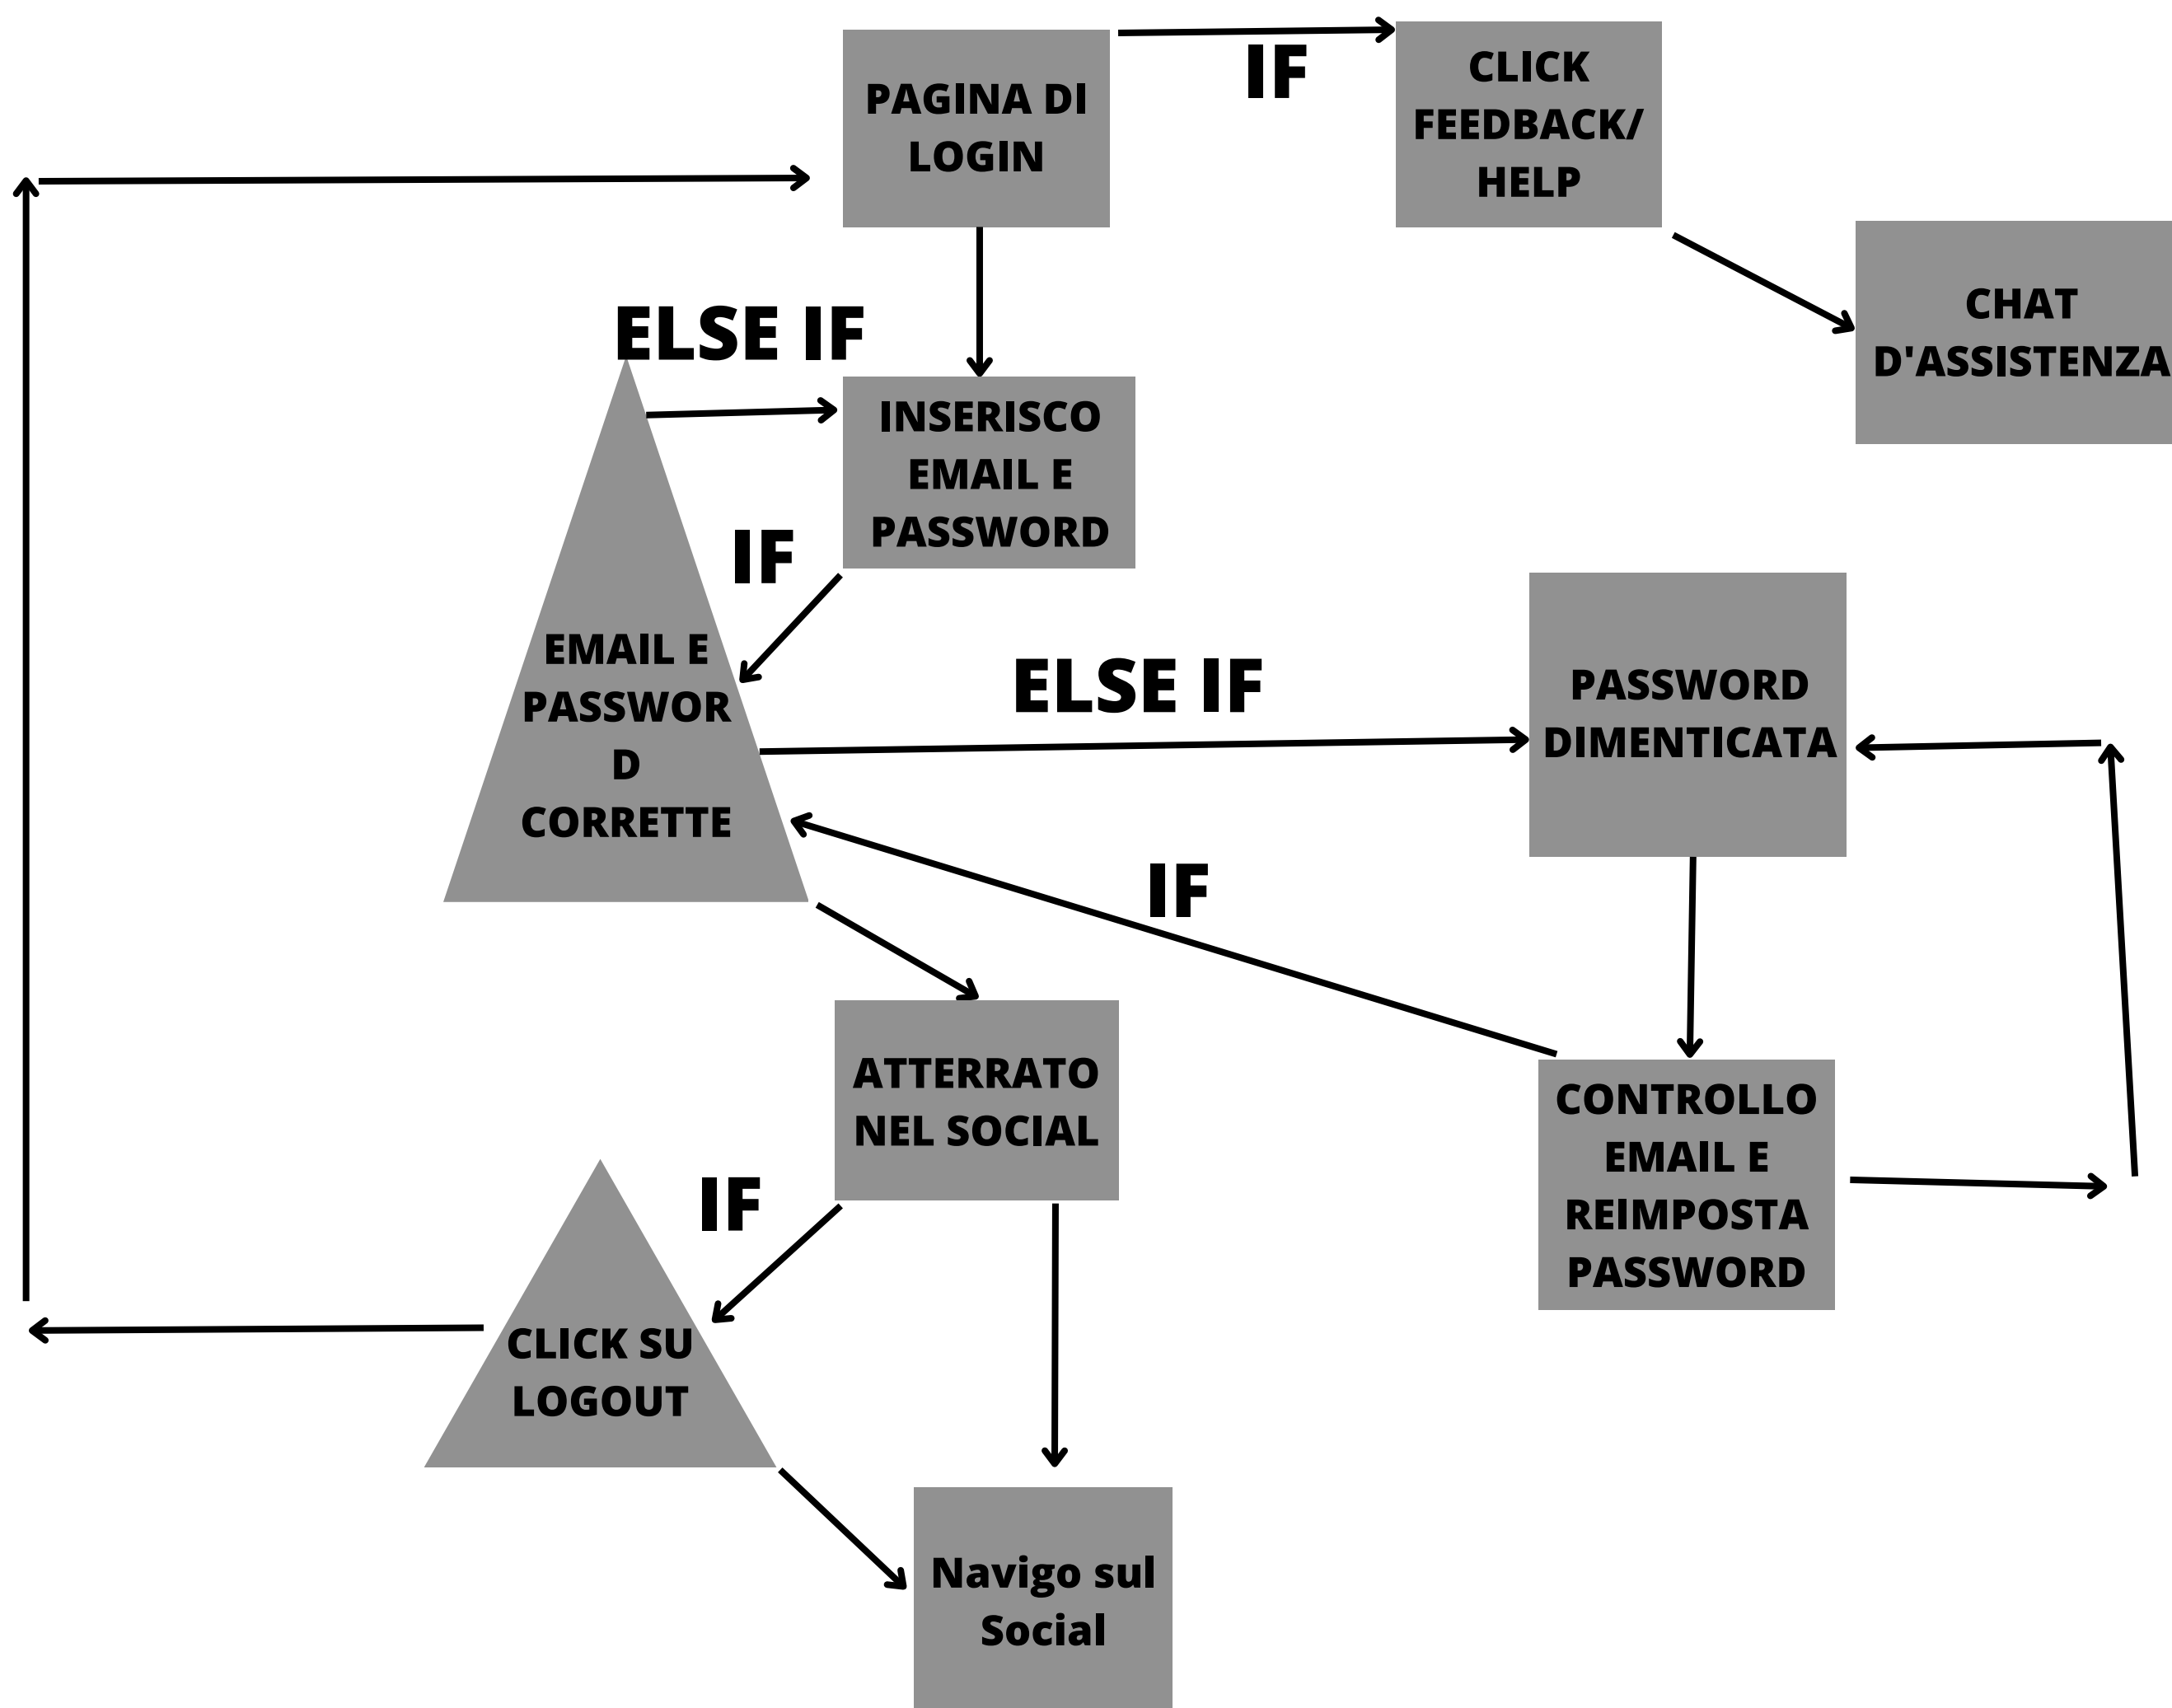 PAGINA DI
LOGIN
IF
CLICK
FEEDBACK/
HELP
CHAT
D'ASSISTENZA
ELSE IF
INSERISCO
EMAIL E
PASSWORD
IF
EMAIL E
PASSWOR
D
CORRETTE
ELSE IF
PASSWORD
DIMENTICATA
IF
ATTERRATO
NEL SOCIAL
CONTROLLO
EMAIL E
REIMPOSTA
PASSWORD
IF
CLICK SU
LOGOUT
Navigo sul
Social